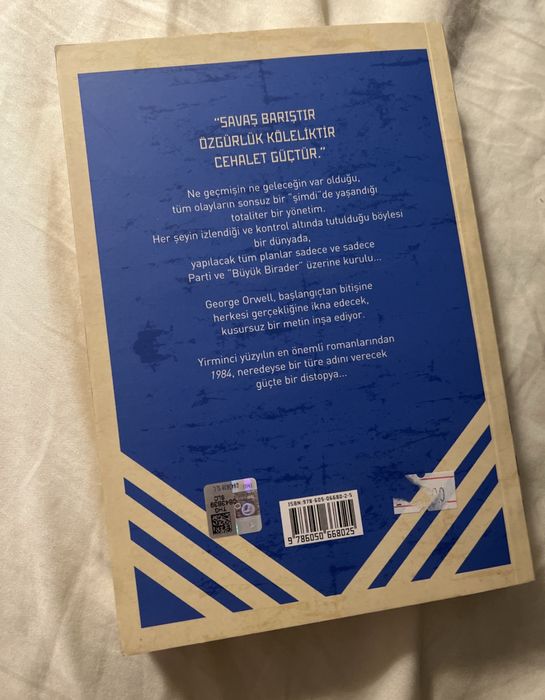 “SAVAŞ BARIŞTIR
ÖZGÜRLÜK KÖLELİKTİR
CEHALET GÜÇTÜR.”
Ne geçmişin ne geleceğin var olduğu,
tüm olayların sonsuz bir “şimdi”de yaşandığı
totaliter bir yönetim.
Her şeyin izlendiği ve kontrol altında tutulduğu böylesi
bir dünyada,
yapılacak tüm planlar sadece ve sadece
Parti ve “Büyük Birader” üzerine kurulu...
George Orwell, başlangıçtan bitişine
herkesi gerçekliğine ikna edecek,
kusursuz bir metin inşa ediyor.
Yirminci yüzyılın en önemli romanlarından
1984, neredeyse bir türe adını verecek
güçte bir distopya...
ISBN 978-605-06680-2-5
9 786050 668025